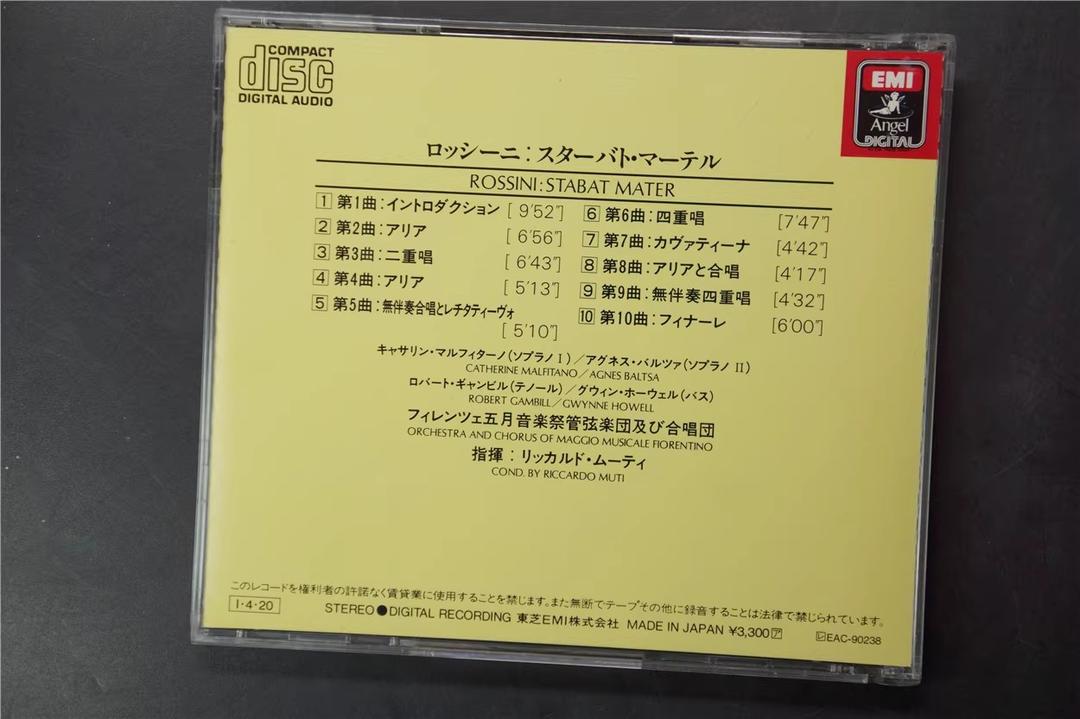 COMPACT
disc
DIGITAL AUDIO
EMI
Angel
DIGITAL
ロッシーニ:スターバト・マーテル
ROSSINI:STABAT MATER
1 第1曲:イントロダクション [ 9'52"]
2 第2曲:アリア [ 6'56"]
3 第3曲:二重唱 [ 6'43"]
4 第4曲:アリア [ 5'13"]
5 第5曲:無伴奏合唱とレチタティーヴォ
[ 5'10"]
6 第6曲:四重唱 [7'47"]
7 第7曲:カヴァティーナ [4'42"]
8 第8曲:アリアと合唱 [4'17"]
9 第9曲:無伴奏四重唱 [4'32"]
10 第10曲:フィナーレ [6'00"]
キャサリン・マルフィターノ(ソプラノ I)/アグネス・バルツァ(ソプラノ II)
CATHERINE MALFITANO/AGNES BALTSA
ロバート・ギャンビル(テノール)/グウィン・ホーウェル(バス)
ROBERT GAMBILL/GWYNNE HOWELL
フィレンツェ五月音楽祭管弦楽団及び合唱団
ORCHESTRA AND CHORUS OF MAGGIO MUSICALE FIORENTINO
指揮:リッカルド・ムーティ
COND. BY RICCARDO MUTI
このレコードを権利者の許諾なく賃貸業に使用することを禁じます。また無断でテープその他に録音することは法律で禁じられています。
I・4・20
STEREO●DIGITAL RECORDING 東芝EMI株式会社 MADE IN JAPAN ¥3,300ア
EAC-90238